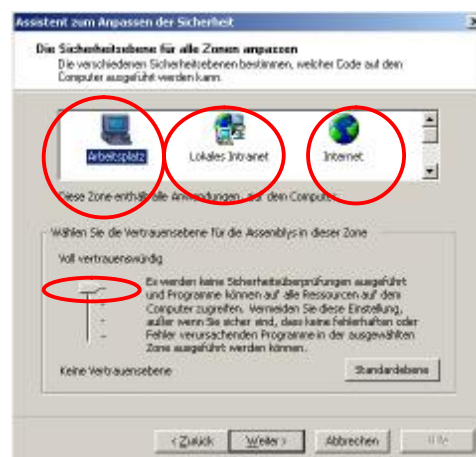 Assistent zum Anpassen der Sicherheit
Die Sicherheitsebene für alle Zonen anpassen
Die verschiedenen Sicherheitsebenen bestimmen, welcher Code auf dem
Computer ausgeführt werden kann.
Arbeitsplatz Lokales Intranet Internet
Diese Zone enthält alle Anwendungen, auf dem Computer.
Wählen Sie die Vertrauensebene für die Assemblys in dieser Zone
Voll vertrauenswürdig
Es werden keine Sicherheitsüberprüfungen ausgeführt
und Programme können auf alle Ressourcen auf dem
Computer zugreifen. Vermeiden Sie diese Einstellung,
außer wenn Sie sicher sind, dass keine fehlerhaften oder
Fehler verursachenden Programme in der ausgewählten
Zone ausgeführt werden können.
Keine Vertrauensebene Standardebene
< Zurück Weiter > Abbrechen